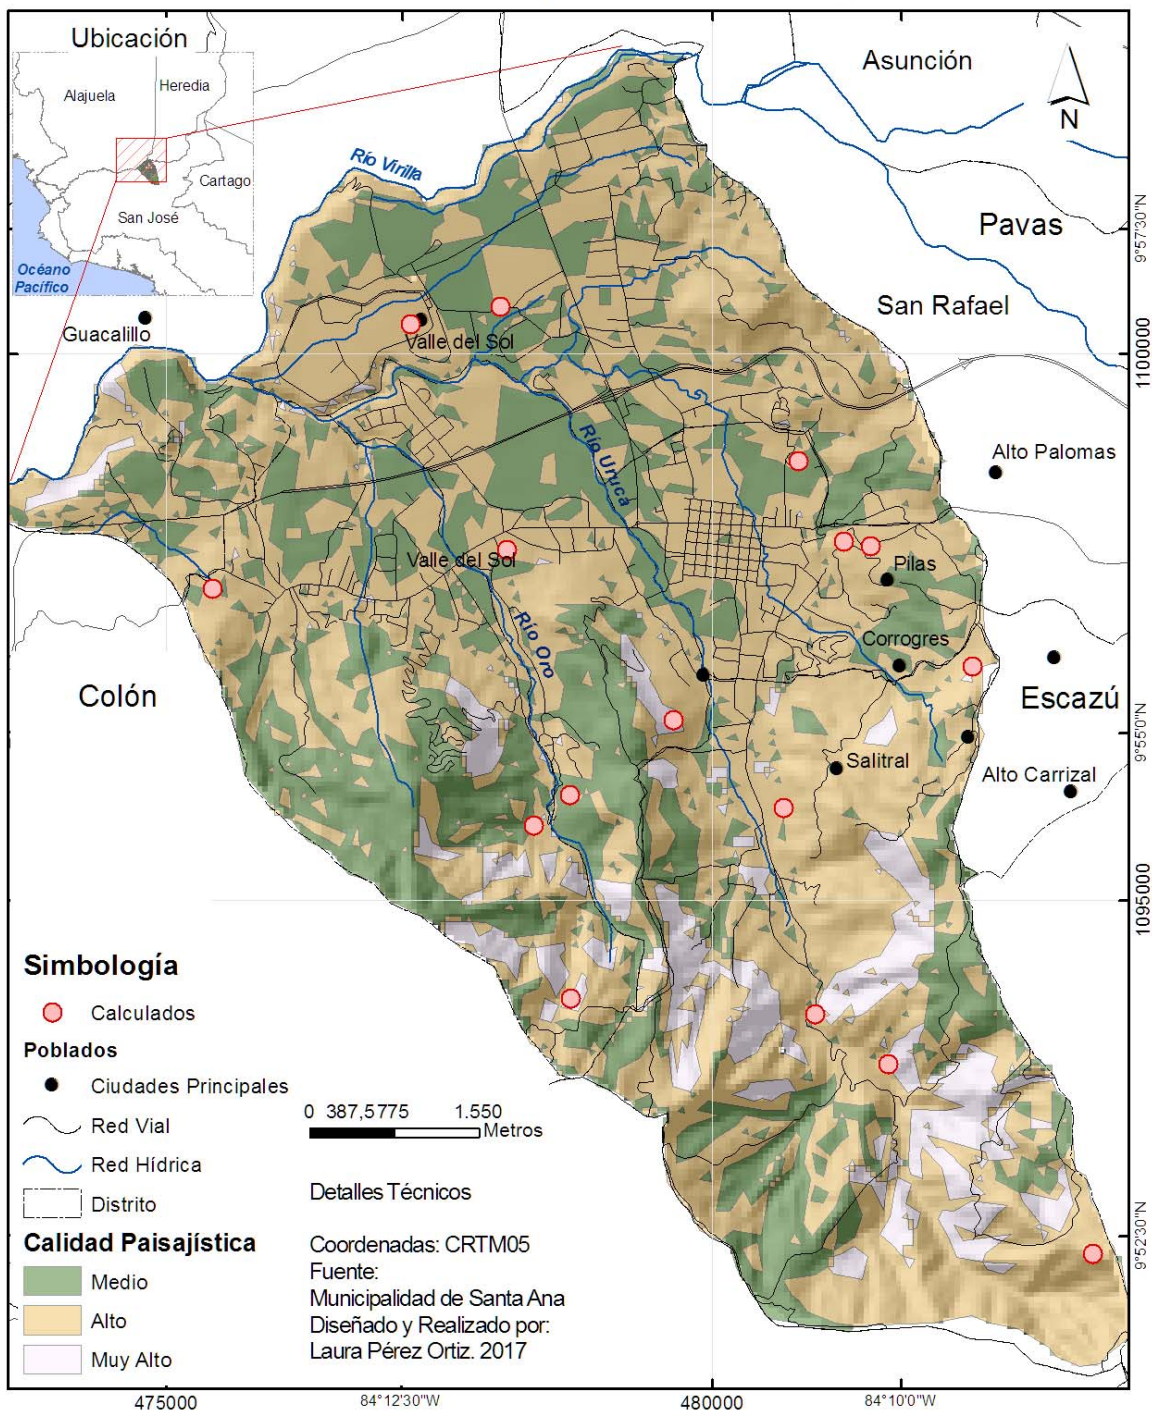 Ubicación
Alajuela
Heredia
Cartago
San José
Océano
Pacífico
Asunción
N
Río Virilla
Pavas
San Rafael
Guacalillo
Valle del Sol
Alto Palomas
Río Uruca
Valle del Sol
Pilas
Río Oro
Corrogres
Colón
Escazú
Salitral
Alto Carrizal
9°57'30"N
1100000
9°55'0"N
1095000
9°52'30"N
Simbología
Calculados
Poblados
Ciudades Principales
Red Vial
Red Hídrica
Distrito
Calidad Paisajística
Medio
Alto
Muy Alto
0 387,5775 1.550
Metros
Detalles Técnicos
Coordenadas: CRTM05
Fuente:
Municipalidad de Santa Ana
Diseñado y Realizado por:
Laura Pérez Ortiz. 2017
475000
84°12'30"W
480000
84°10'0"W